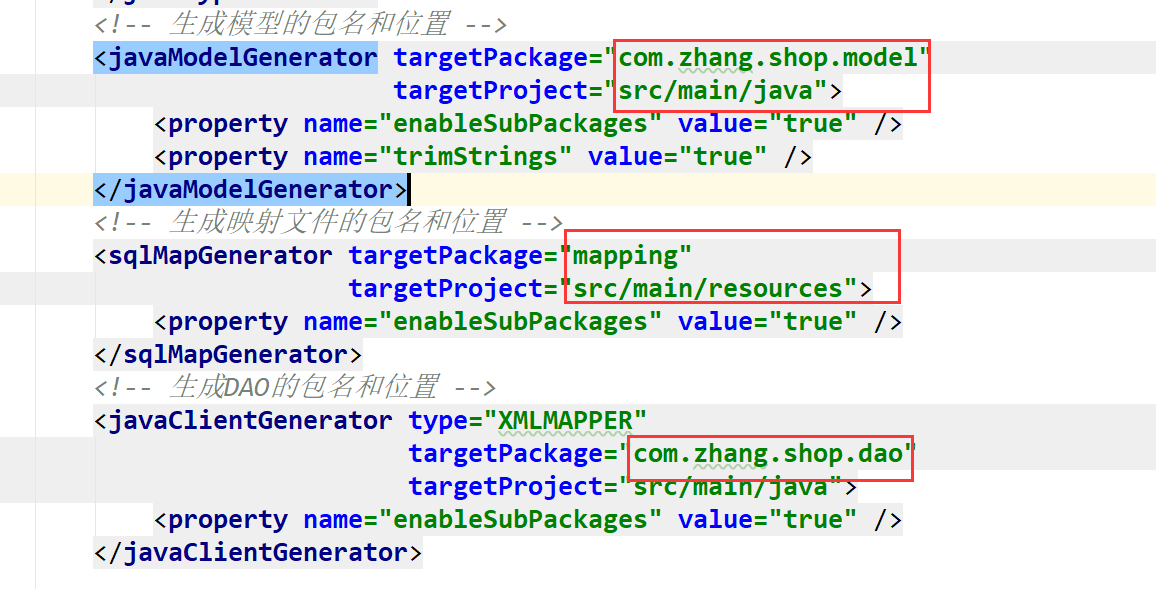 <!-- 生成模型的包名和位置 -->
<javaModelGenerator targetPackage="com.zhang.shop.model"
targetProject="src/main/java">
<property name="enableSubPackages" value="true" />
<property name="trimStrings" value="true" />
</javaModelGenerator>
<!-- 生成映射文件的包名和位置 -->
<sqlMapGenerator targetPackage="mapping"
targetProject="src/main/resources">
<property name="enableSubPackages" value="true" />
</sqlMapGenerator>
<!-- 生成DAO的包名和位置 -->
<javaClientGenerator type="XMLMAPPER"
targetPackage="com.zhang.shop.dao"
targetProject="src/main/java">
<property name="enableSubPackages" value="true" />
</javaClientGenerator>